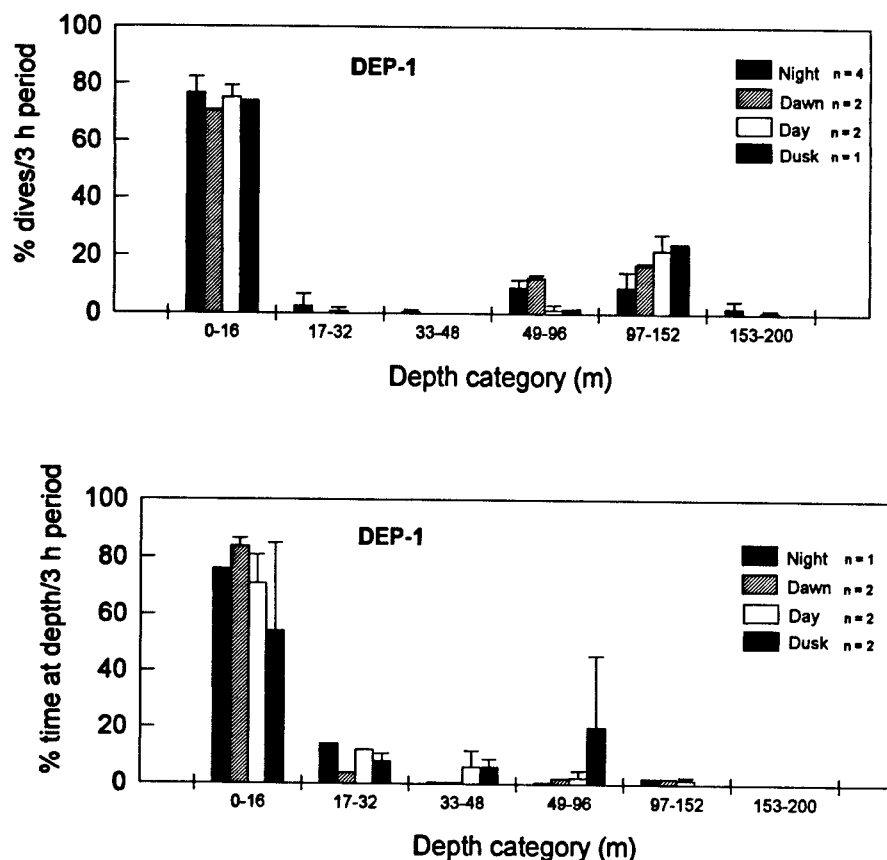 % dives/3 h period
100
80
60
40
20
0
DEP-1
Night n = 4
Dawn n = 2
Day n = 2
Dusk n = 1
0-16 17-32 33-48 49-96 97-152 153-200
Depth category (m)
% time at depth/3 h period
100
80
60
40
20
0
DEP-1
Night n = 1
Dawn n = 2
Day n = 2
Dusk n = 2
0-16 17-32 33-48 49-96 97-152 153-200
Depth category (m)